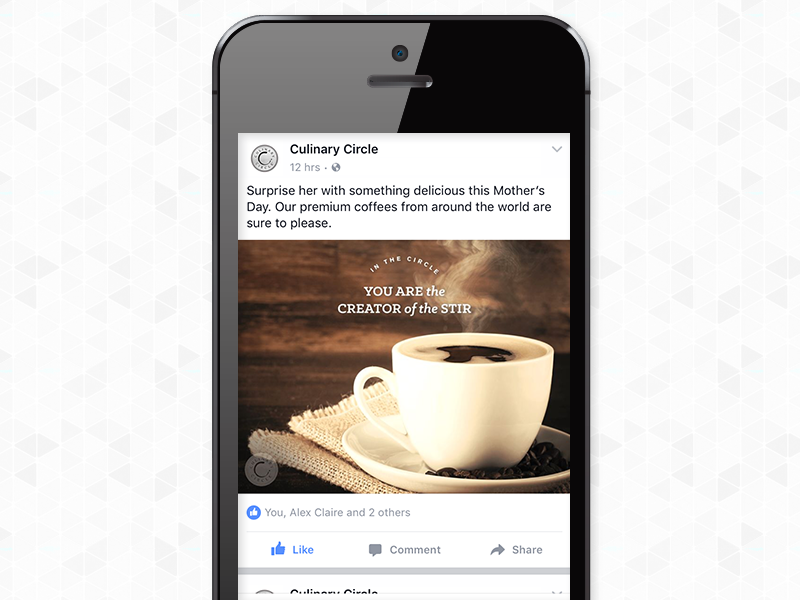 Culinary Circle
12 hrs ·
Surprise her with something delicious this Mother's
Day. Our premium coffees from around the world are
sure to please.
IN THE CIRCLE
YOU ARE the
CREATOR of the STIR
You, Alex Claire and 2 others
Like Comment Share
Culinary Circle